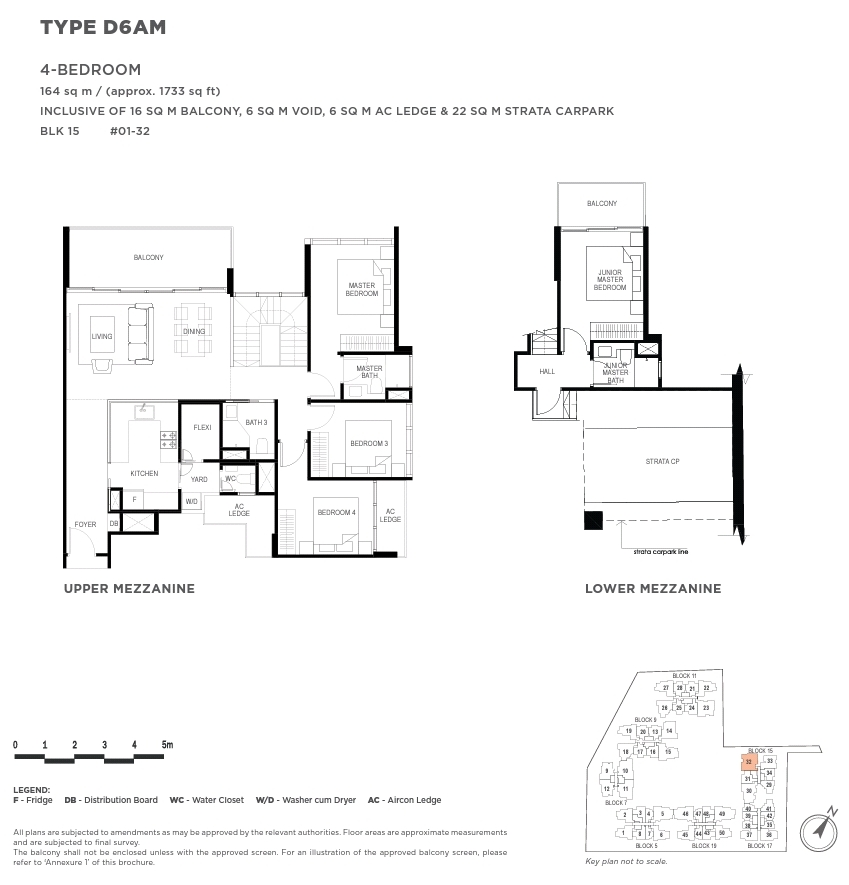 TYPE D6AM
4-BEDROOM
164 sq m / (approx. 1733 sq ft)
INCLUSIVE OF 16 SQ M BALCONY, 6 SQ M VOID, 6 SQ M AC LEDGE & 22 SQ M STRATA CARPARK
BLK 15 #01-32
BALCONY
MASTER
BEDROOM
LIVING
DINING
MASTER
BATH
FLEXI
BATH 3
BEDROOM 3
KITCHEN
YARD
WC
F
W/D
AC
LEDGE
BEDROOM 4
AC
LEDGE
FOYER
DB
UPPER MEZZANINE
BALCONY
JUNIOR
MASTER
BEDROOM
HALL
JUNIOR
MASTER
BATH
STRATA CP
strata carpark line
LOWER MEZZANINE
BLOCK 11
27 28 21 22
26 25 24 23
BLOCK 9
19 20 13 14
18 17 16 15
BLOCK 15
32 33
34
31
29
30
9 10
12 11
BLOCK 7
2 3 4 5
1 8 7 6
BLOCK 5
46 47 48 49
45 44 43 50
BLOCK 19
40 41
39 42
38 35
37 36
BLOCK 17
N
Key plan not to scale.
0 1 2 3 4 5m
LEGEND:
F - Fridge DB - Distribution Board WC - Water Closet W/D - Washer cum Dryer AC - Aircon Ledge
All plans are subjected to amendments as may be approved by the relevant authorities. Floor areas are approximate measurements
and are subjected to final survey.
The balcony shall not be enclosed unless with the approved screen. For an illustration of the approved balcony screen, please
refer to 'Annexure 1' of this brochure.